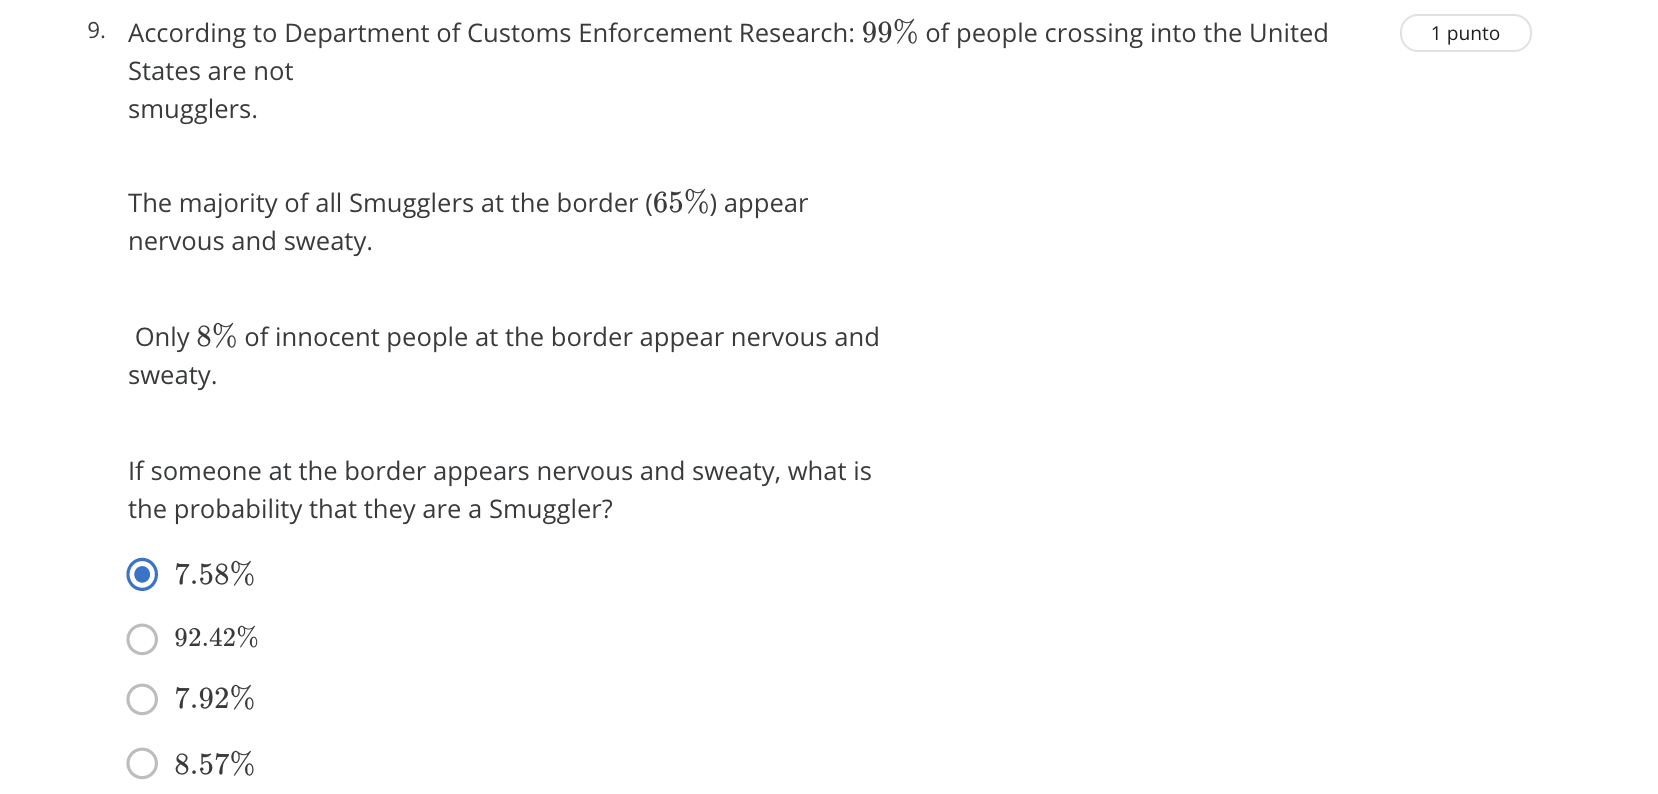 9. According to Department of Customs Enforcement Research: 99% of people crossing into the United
1 punto
States are not
smugglers.
The majority of all Smugglers at the border (65%) appear
nervous and sweaty.
Only 8% of innocent people at the border appear nervous and
sweaty.
If someone at the border appears nervous and sweaty, what is
the probability that they are a Smuggler?
7.58%
92.42%
7.92%
8.57%